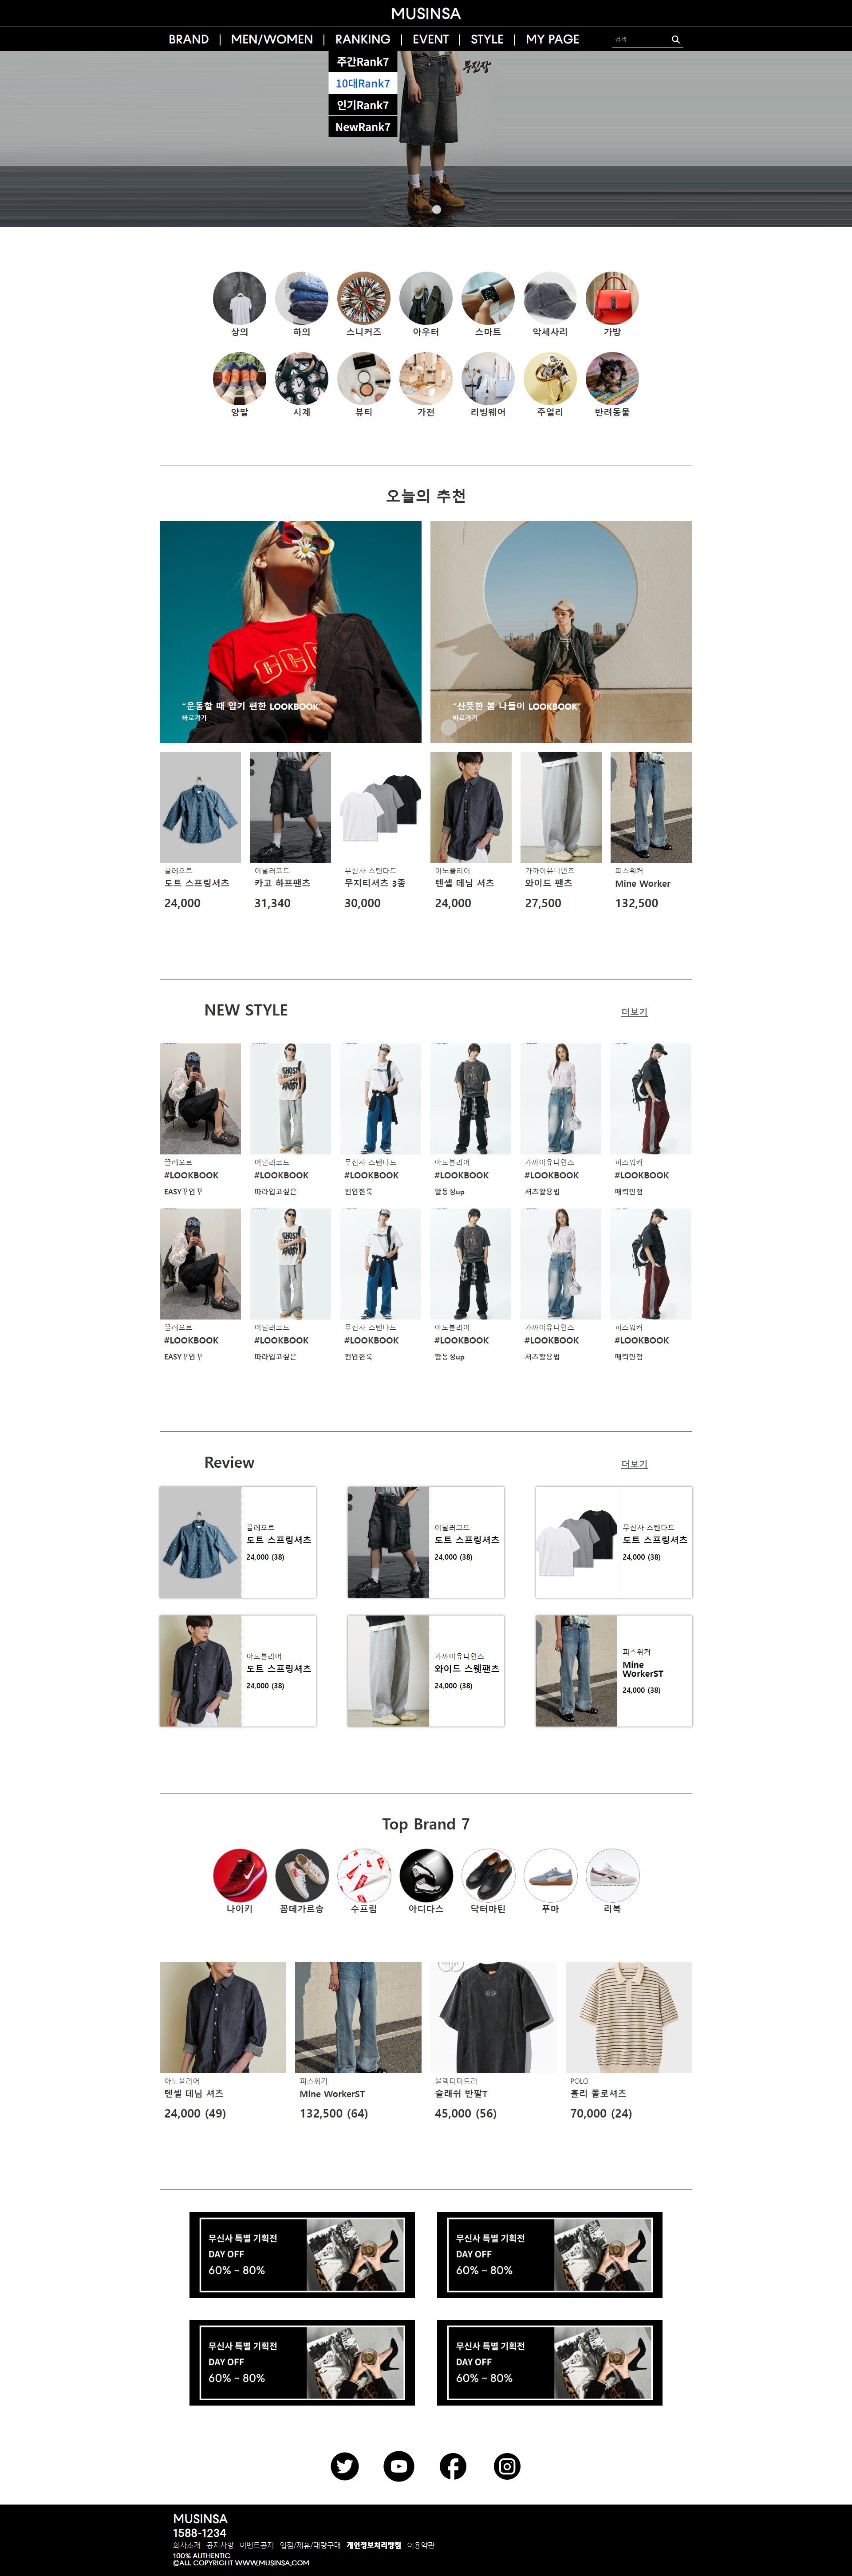 MUSINSA
BRAND | MEN/WOMEN | RANKING | EVENT | STYLE | MY PAGE 검색
주간Rank7
무진장
10대Rank7
인기Rank7
NewRank7
상의 하의 스니커즈 아우터 스마트 악세사리 가방
양말 시계 뷰티 가전 리빙웨어 주얼리 반려동물
오늘의 추천
"운동할 때 입기 편한 LOOKBOOK" "산뜻한 봄 나들이 LOOKBOOK"
바로가기 바로가기
끌레오르 어널러코드 무신사 스탠다드 아노블리어 가까이유니언즈 피스워커
도트 스프링셔츠 카고 하프팬츠 무지티셔츠 3종 텐셀 데님 셔츠 와이드 팬츠 Mine Worker
24,000 31,340 30,000 24,000 27,500 132,500
NEW STYLE 더보기
끌레오르 어널러코드 무신사 스탠다드 아노블리어 가까이유니언즈 피스워커
#LOOKBOOK #LOOKBOOK #LOOKBOOK #LOOKBOOK #LOOKBOOK #LOOKBOOK
EASY꾸안꾸 따라입고싶은 편안한룩 활동성up 셔츠활용법 매력만점
끌레오르 어널러코드 무신사 스탠다드 아노블리어 가까이유니언즈 피스워커
#LOOKBOOK #LOOKBOOK #LOOKBOOK #LOOKBOOK #LOOKBOOK #LOOKBOOK
EASY꾸안꾸 따라입고싶은 편안한룩 활동성up 셔츠활용법 매력만점
Review 더보기
끌레오르 어널러코드 무신사 스탠다드
도트 스프링셔츠 도트 스프링셔츠 도트 스프링셔츠
24,000 (38) 24,000 (38) 24,000 (38)
아노블리어 가까이유니언즈 피스워커
도트 스프링셔츠 와이드 스웻팬츠 Mine WorkerST
24,000 (38) 24,000 (38) 24,000 (38)
Top Brand 7
나이키 꼼데가르송 수프림 아디다스 닥터마틴 푸마 리복
아노블리어 피스워커 블랙디미트리 POLO
텐셀 데님 셔츠 Mine WorkerST 슬래쉬 반팔T 홀리 폴로셔츠
24,000 (49) 132,500 (64) 45,000 (56) 70,000 (24)
무신사 특별 기획전 무신사 특별 기획전
DAY OFF DAY OFF
60% ~ 80% 60% ~ 80%
무신사 특별 기획전 무신사 특별 기획전
DAY OFF DAY OFF
60% ~ 80% 60% ~ 80%
MUSINSA
1588-1234
회사소개 공지사망 이벤트공지 입점/제휴/대량구매 개인정보처리방침 이용약관
100% AUTHENTIC
©ALL COPYRIGHT WWW.MUSINSA.COM